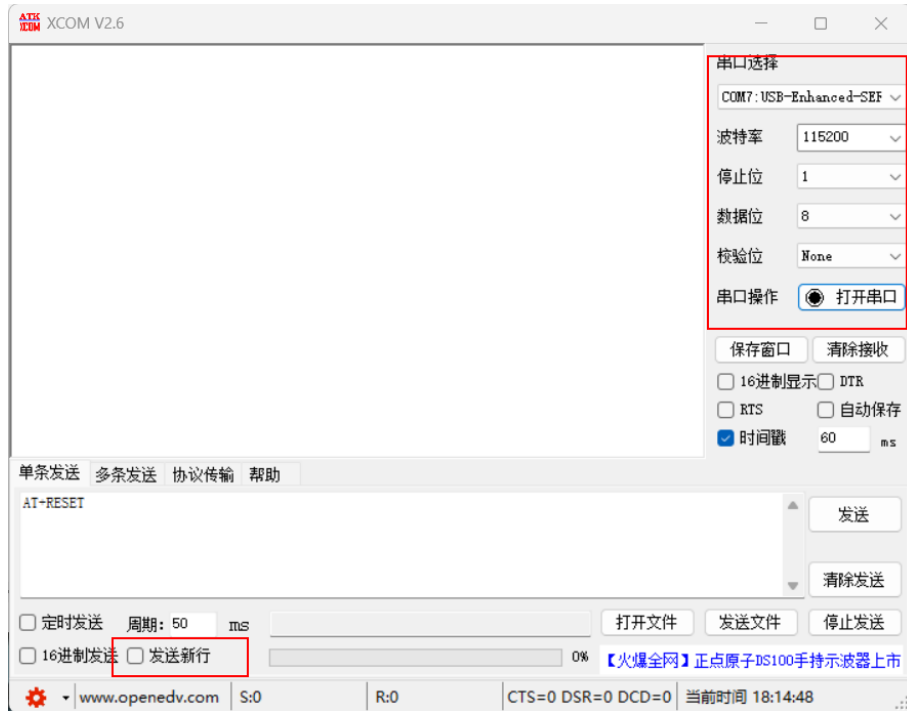 ATK XCOM XCOM V2.6
串口选择
COM7:USB-Enhanced-SER
波特率 115200
停止位 1
数据位 8
校验位 None
串口操作 打开串口
保存窗口 清除接收
16进制显示 DTR
RTS 自动保存
时间戳 60 ms
单条发送 多条发送 协议传输 帮助
AT+RESET
发送
清除发送
定时发送 周期: 50 ms 打开文件 发送文件 停止发送
16进制发送 发送新行 0% 【火爆全网】正点原子DS100手持示波器上市
www.openedv.com S:0 R:0 CTS=0 DSR=0 DCD=0 当前时间 18:14:48